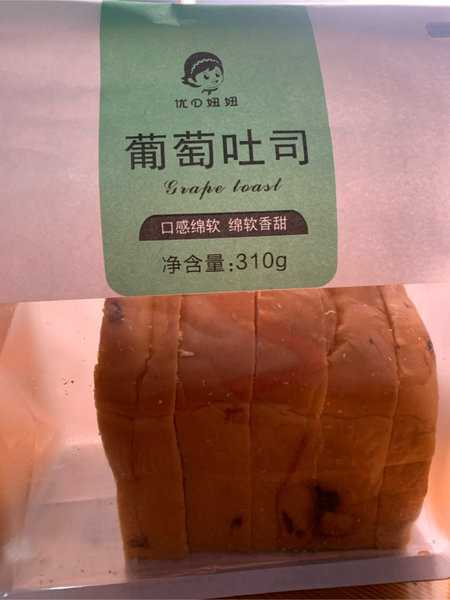 优の妞妞
葡萄吐司
Grape toast
口感绵软 绵软香甜
净含量:310g